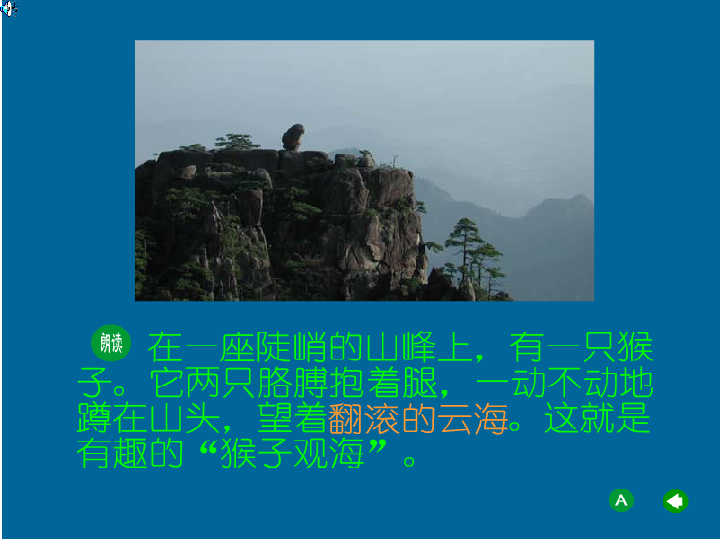 朗读 在一座陡峭的山峰上，有一只猴
子。它两只胳膊抱着腿，一动不动地
蹲在山头，望着翻滚的云海。这就是
有趣的“猴子观海”。
A